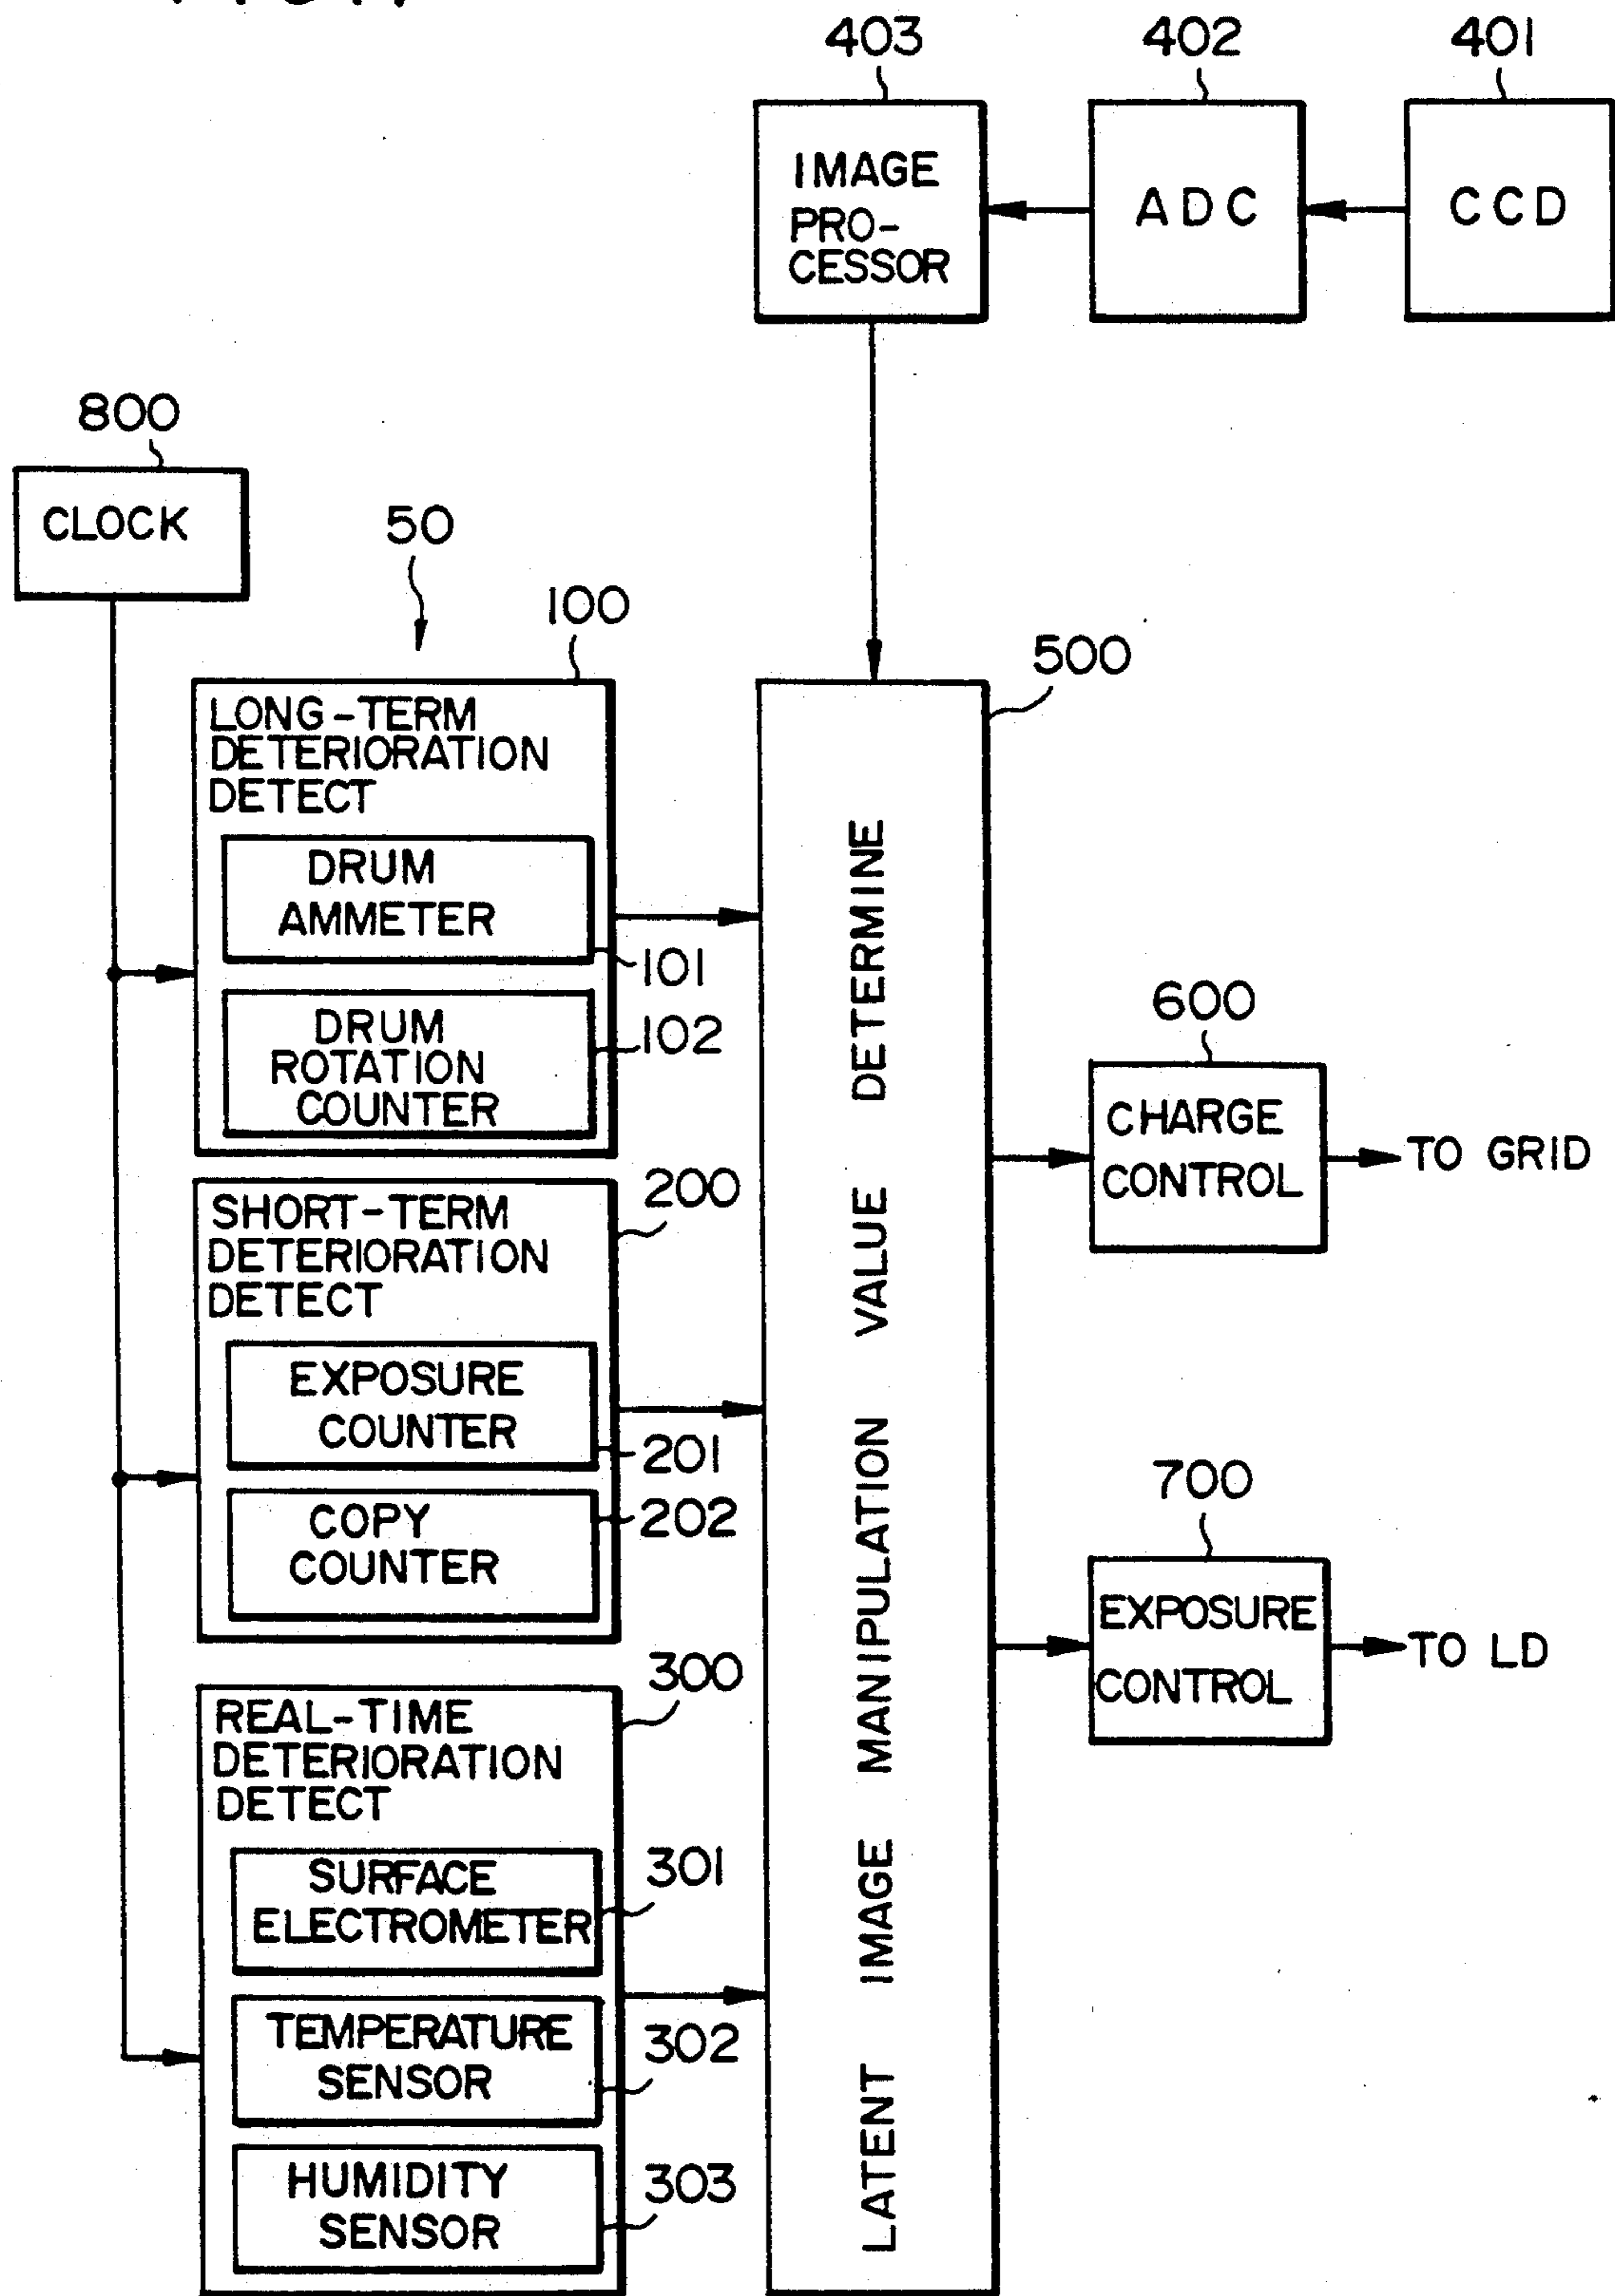 403
402
401
IMAGE
PRO-
CESSOR
ADC
CCD
800
CLOCK
50
100
500
LONG-TERM
DETERIORATION
DETECT
DRUM
AMMETER
101
DRUM
ROTATION
COUNTER
102
200
SHORT-TERM
DETERIORATION
DETECT
EXPOSURE
COUNTER
201
COPY
COUNTER
202
300
REAL-TIME
DETERIORATION
DETECT
SURFACE
ELECTROMETER
301
TEMPERATURE
SENSOR
302
HUMIDITY
SENSOR
303
LATENT IMAGE MANIPULATION VALUE DETERMINE
600
CHARGE
CONTROL
TO GRID
700
EXPOSURE
CONTROL
TO LD